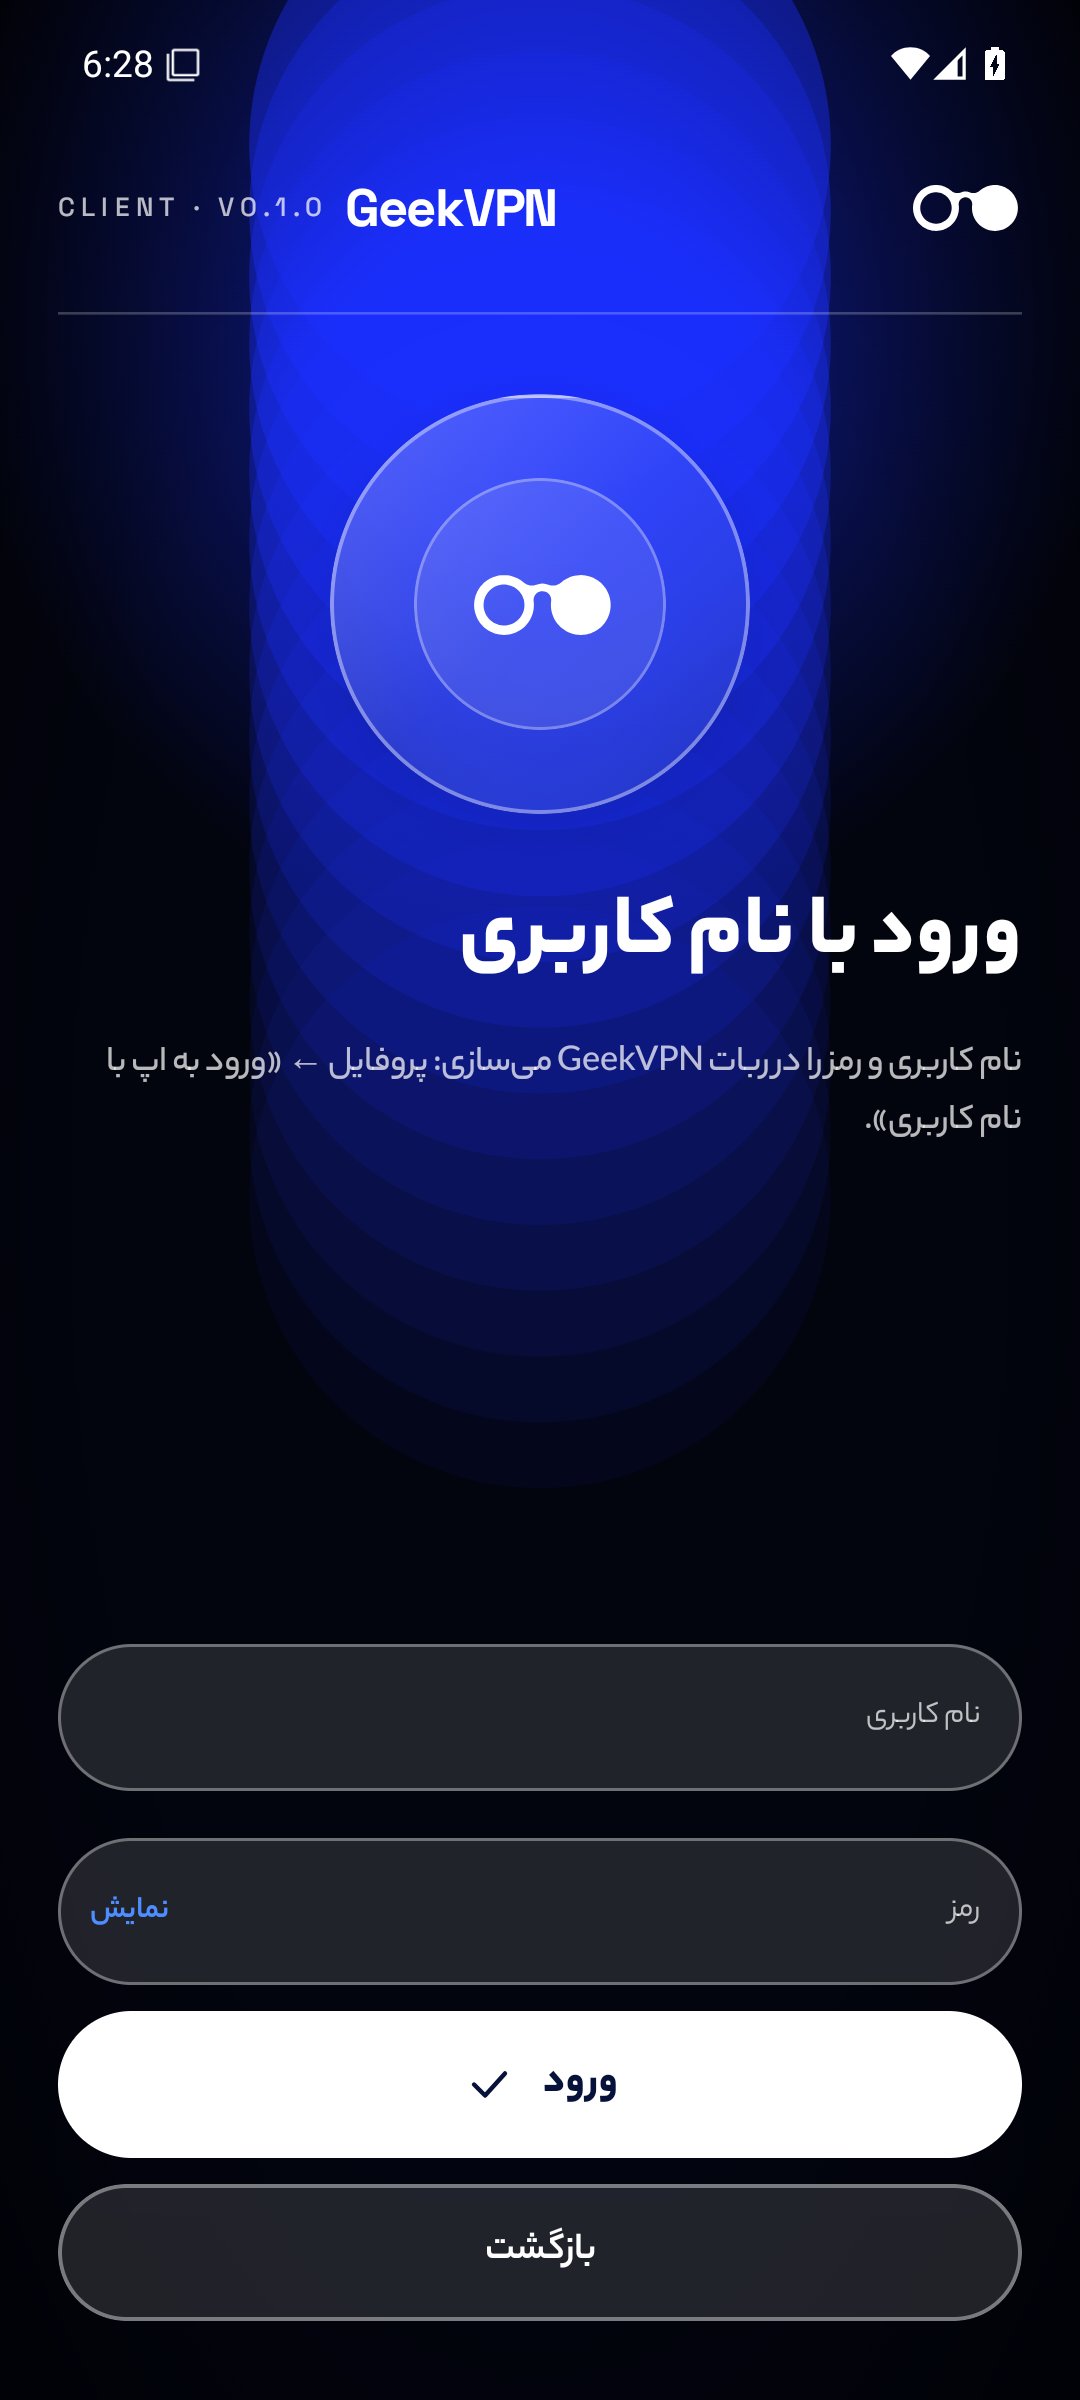 6:28
CLIENT · V0.1.0 GeekVPN
ورود با نام کاربری
نام کاربری و رمز را در ربات GeekVPN می‌سازی: پروفایل ← «ورود به اپ با
نام کاربری».
نام کاربری
رمز
نمایش
ورود
بازگشت